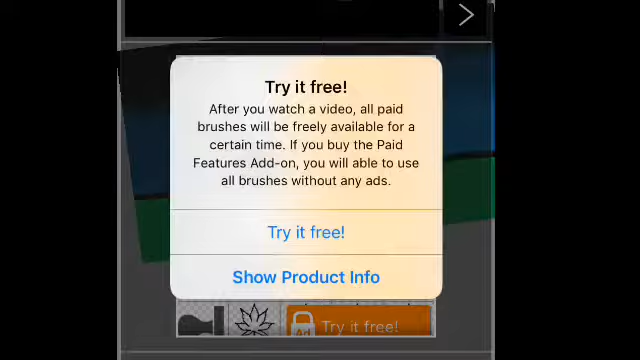 Try it free!
After you watch a video, all paid
brushes will be freely available for a
certain time. If you buy the Paid
Features Add-on, you will able to use
all brushes without any ads.
Try it free!
Show Product Info
Ad
Try it free!